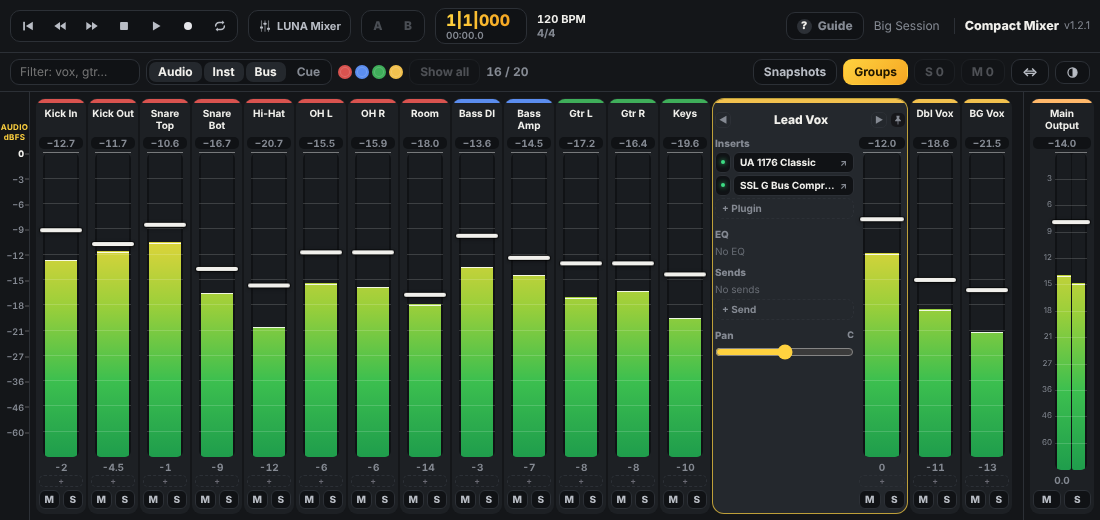 LUNA Mixer
A B
1|1|000
00:00.0
120 BPM
4/4
? Guide
Big Session
Compact Mixer v1.2.1
Filter: vox, gtr...
Audio Inst Bus Cue
Show all
16 / 20
Snapshots
Groups
S 0
M 0
AUDIO
dBFS
0
−3
−6
−9
−12
−15
−18
−21
−27
−36
−46
−60
Kick In
−12.7
-2
+
M S
Kick Out
−11.7
-4.5
+
M S
Snare
Top
−10.6
-1
+
M S
Snare
Bot
−16.7
-9
+
M S
Hi-Hat
−20.7
-12
+
M S
OH L
−15.5
-6
+
M S
OH R
−15.9
-6
+
M S
Room
−18.0
-14
+
M S
Bass DI
−13.6
-3
+
M S
Bass
Amp
−14.5
-7
+
M S
Gtr L
−17.2
-8
+
M S
Gtr R
−16.4
-8
+
M S
Keys
−19.6
-10
+
M S
Lead Vox
Inserts
UA 1176 Classic
SSL G Bus Compr...
+ Plugin
EQ
No EQ
Sends
No sends
+ Send
Pan C
−12.0
0
+
M S
Dbl Vox
−18.6
-11
+
M S
BG Vox
−21.5
-13
+
M S
Main
Output
−14.0
3
6
9
12
15
18
21
27
36
46
60
0.0
M S